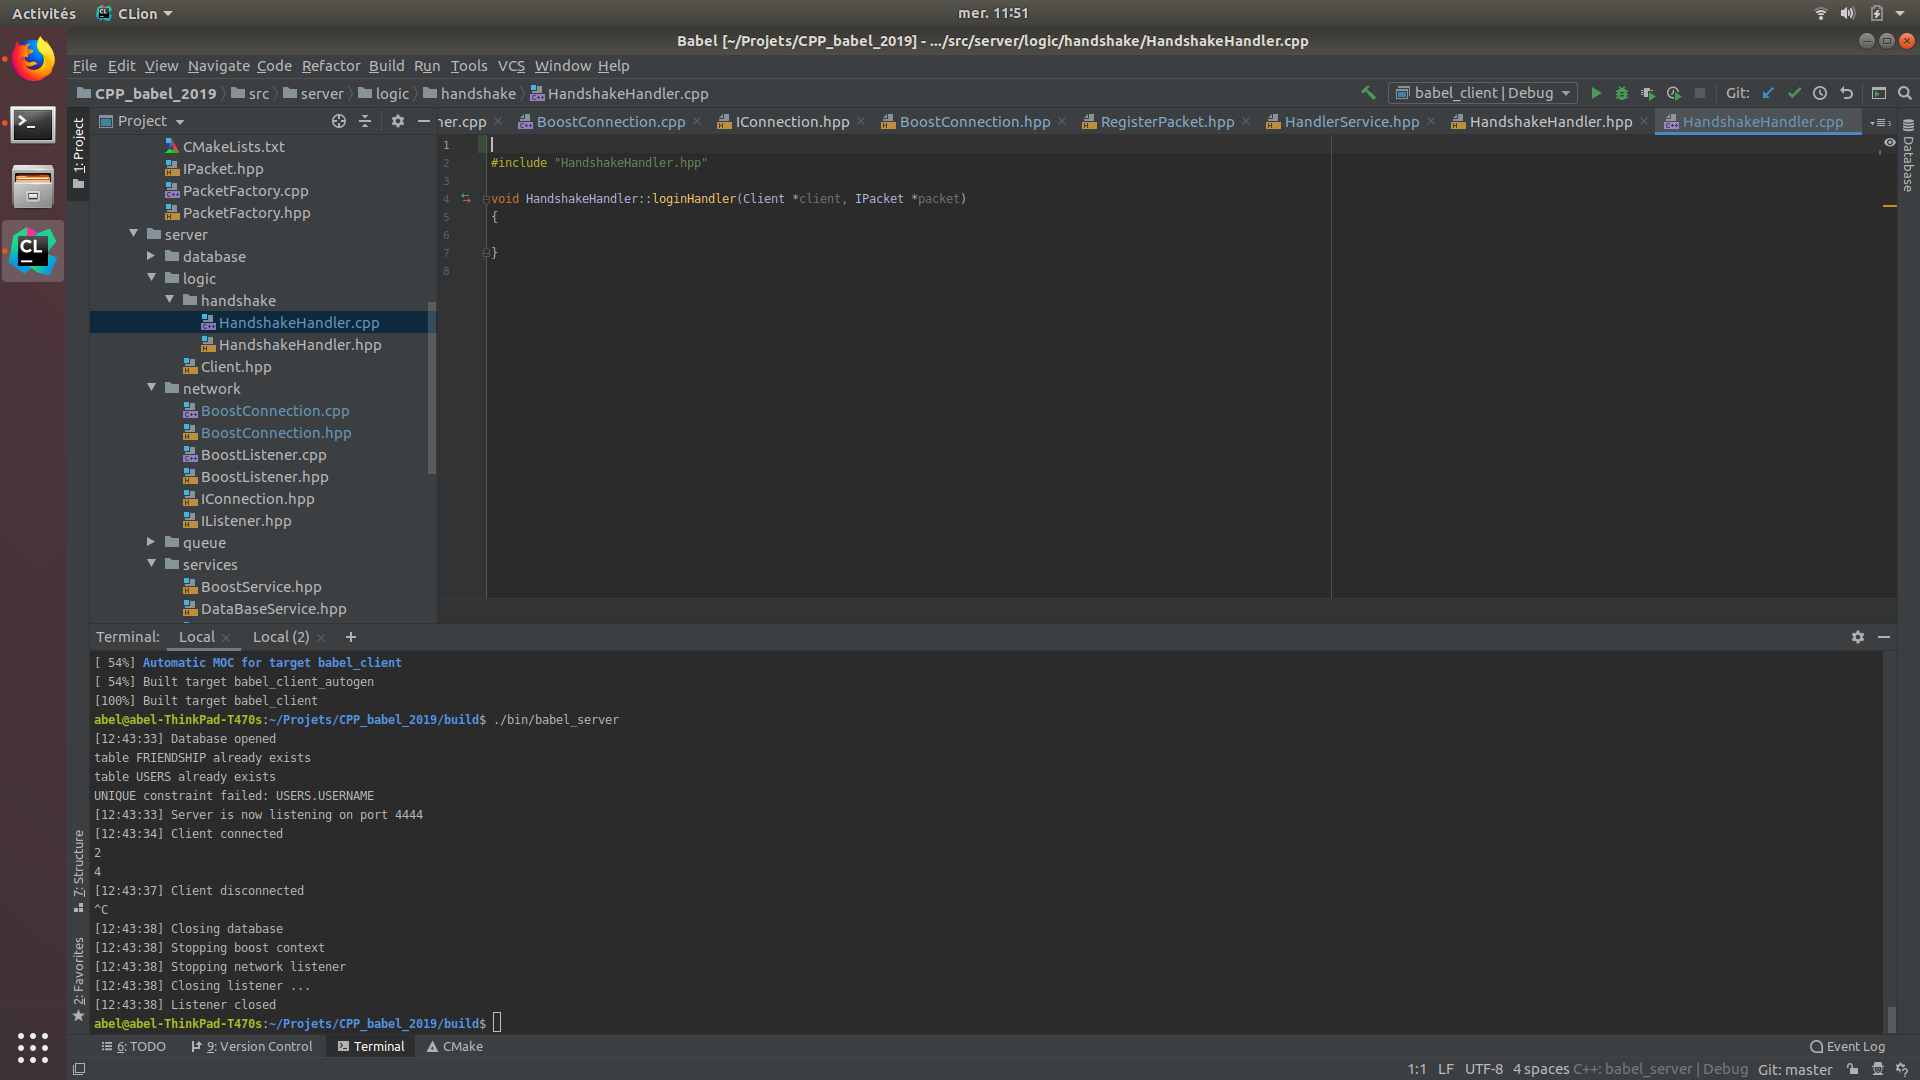 Activités
CLion
mer. 11:51
Babel [~/Projets/CPP_babel_2019] - .../src/server/logic/handshake/HandshakeHandler.cpp
File Edit View Navigate Code Refactor Build Run Tools VCS Window Help
CPP_babel_2019 src server logic handshake HandshakeHandler.cpp
babel_client | Debug
Git:
1: Project
Project
ner.cpp BoostConnection.cpp IConnection.hpp BoostConnection.hpp RegisterPacket.hpp HandlerService.hpp HandshakeHandler.hpp HandshakeHandler.cpp
CMakeLists.txt
IPacket.hpp
PacketFactory.cpp
PacketFactory.hpp
server
database
logic
handshake
HandshakeHandler.cpp
HandshakeHandler.hpp
Client.hpp
network
BoostConnection.cpp
BoostConnection.hpp
BoostListener.cpp
BoostListener.hpp
IConnection.hpp
IListener.hpp
queue
services
BoostService.hpp
DataBaseService.hpp
1
2 #include "HandshakeHandler.hpp"
3
4 void HandshakeHandler::loginHandler(Client *client, IPacket *packet)
5 {
6
7 }
8
Database
Terminal: Local Local (2)
[ 54%] Automatic MOC for target babel_client
[ 54%] Built target babel_client_autogen
[100%] Built target babel_client
abel@abel-ThinkPad-T470s:~/Projets/CPP_babel_2019/build$ ./bin/babel_server
[12:43:33] Database opened
table FRIENDSHIP already exists
table USERS already exists
UNIQUE constraint failed: USERS.USERNAME
[12:43:33] Server is now listening on port 4444
[12:43:34] Client connected
2
4
[12:43:37] Client disconnected
^C
[12:43:38] Closing database
[12:43:38] Stopping boost context
[12:43:38] Stopping network listener
[12:43:38] Closing listener ...
[12:43:38] Listener closed
abel@abel-ThinkPad-T470s:~/Projets/CPP_babel_2019/build$
7: Structure
2: Favorites
6: TODO 9: Version Control Terminal CMake
Event Log
1:1 LF UTF-8 4 spaces C++: babel_server | Debug Git: master